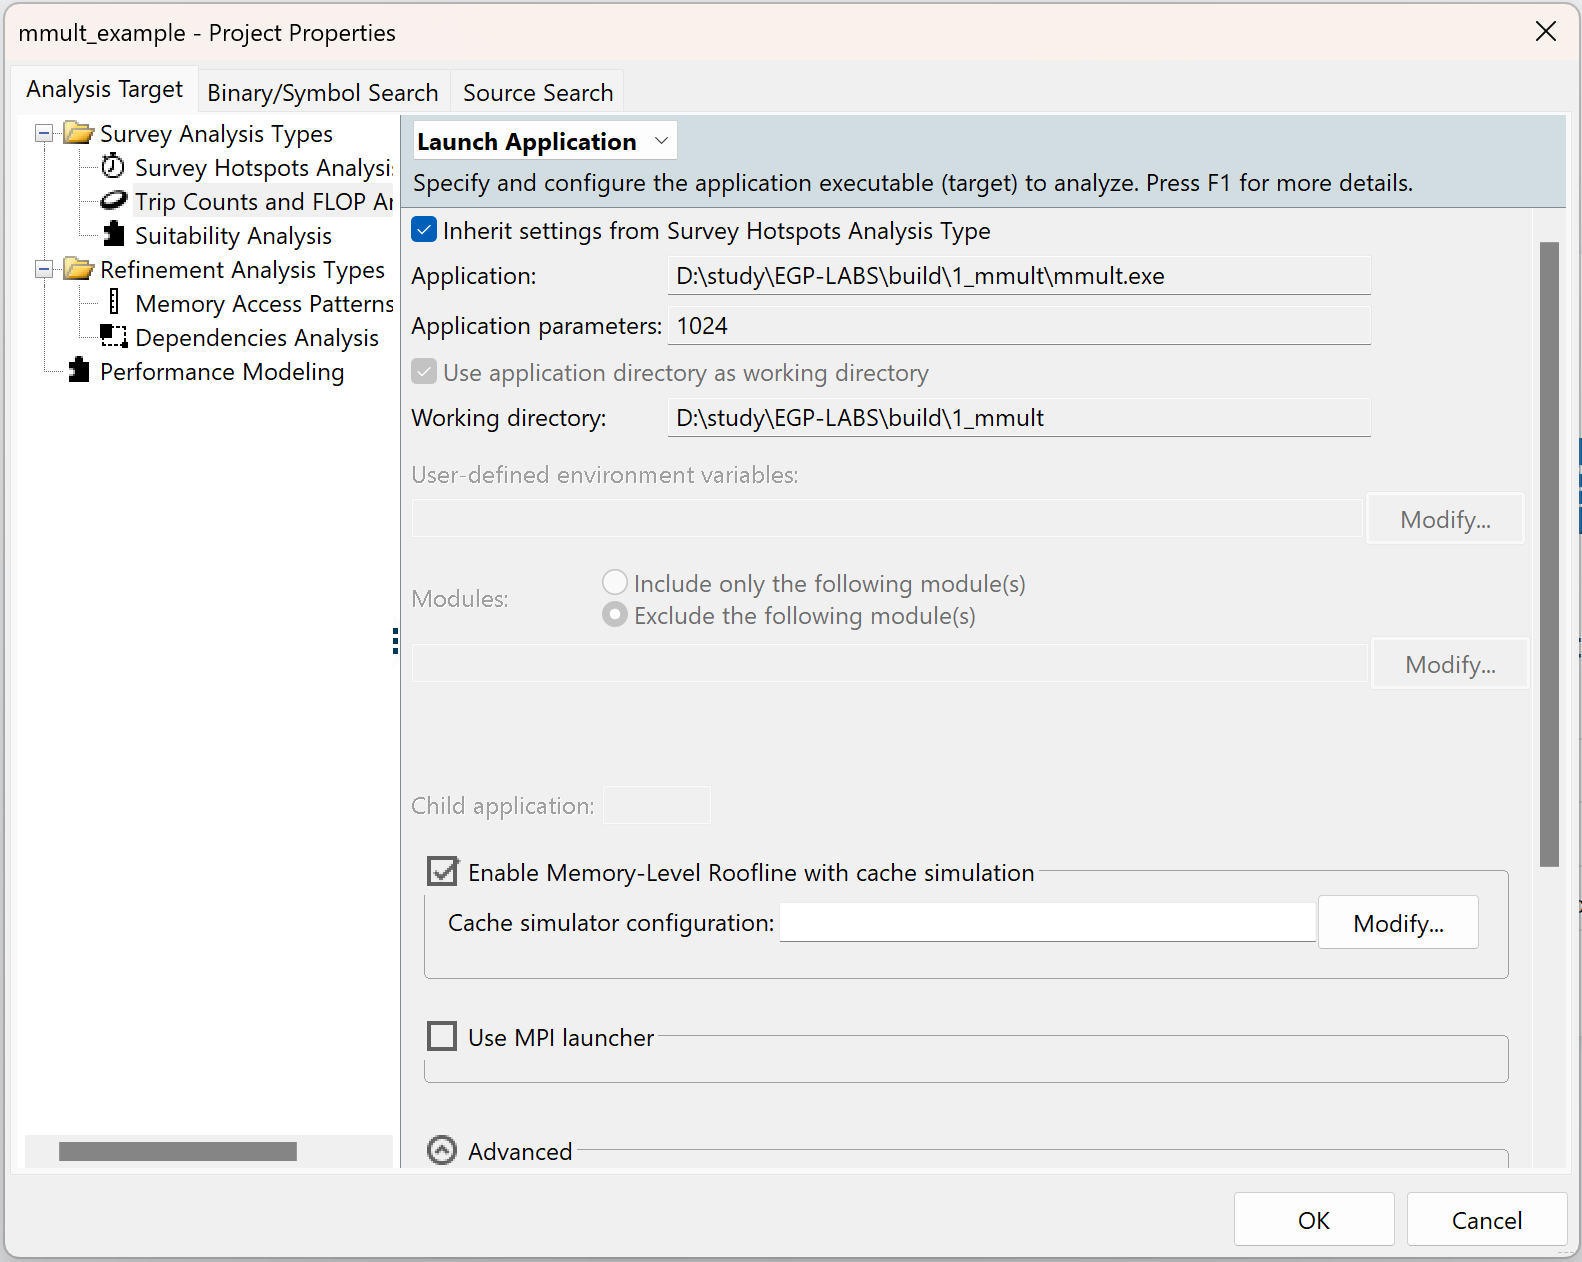 mmult_example - Project Properties
Analysis Target
Binary/Symbol Search
Source Search
Survey Analysis Types
Survey Hotspots Analysis
Trip Counts and FLOP Ar
Suitability Analysis
Refinement Analysis Types
Memory Access Patterns
Dependencies Analysis
Performance Modeling
Launch Application
Specify and configure the application executable (target) to analyze. Press F1 for more details.
Inherit settings from Survey Hotspots Analysis Type
Application: D:\study\EGP-LABS\build\1_mmult\mmult.exe
Application parameters: 1024
Use application directory as working directory
Working directory: D:\study\EGP-LABS\build\1_mmult
User-defined environment variables:
Modify...
Modules:
Include only the following module(s)
Exclude the following module(s)
Modify...
Child application:
Enable Memory-Level Roofline with cache simulation
Cache simulator configuration:
Modify...
Use MPI launcher
Advanced
OK
Cancel